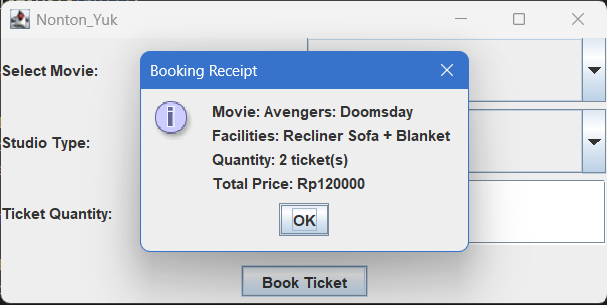 Nonton_Yuk
Select Movie:
Studio Type:
Ticket Quantity:
Booking Receipt
Movie: Avengers: Doomsday
Facilities: Recliner Sofa + Blanket
Quantity: 2 ticket(s)
Total Price: Rp120000
OK
Book Ticket